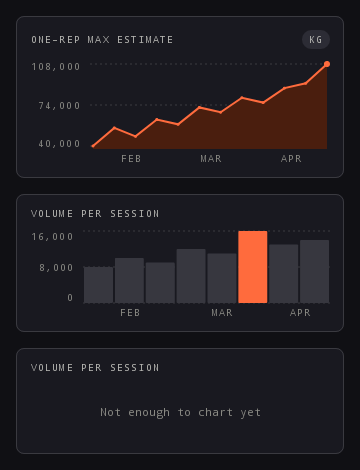 ONE-REP MAX ESTIMATE KG
108,000
74,000
40,000
FEB MAR APR
VOLUME PER SESSION
16,000
8,000
0
FEB MAR APR
VOLUME PER SESSION
Not enough to chart yet